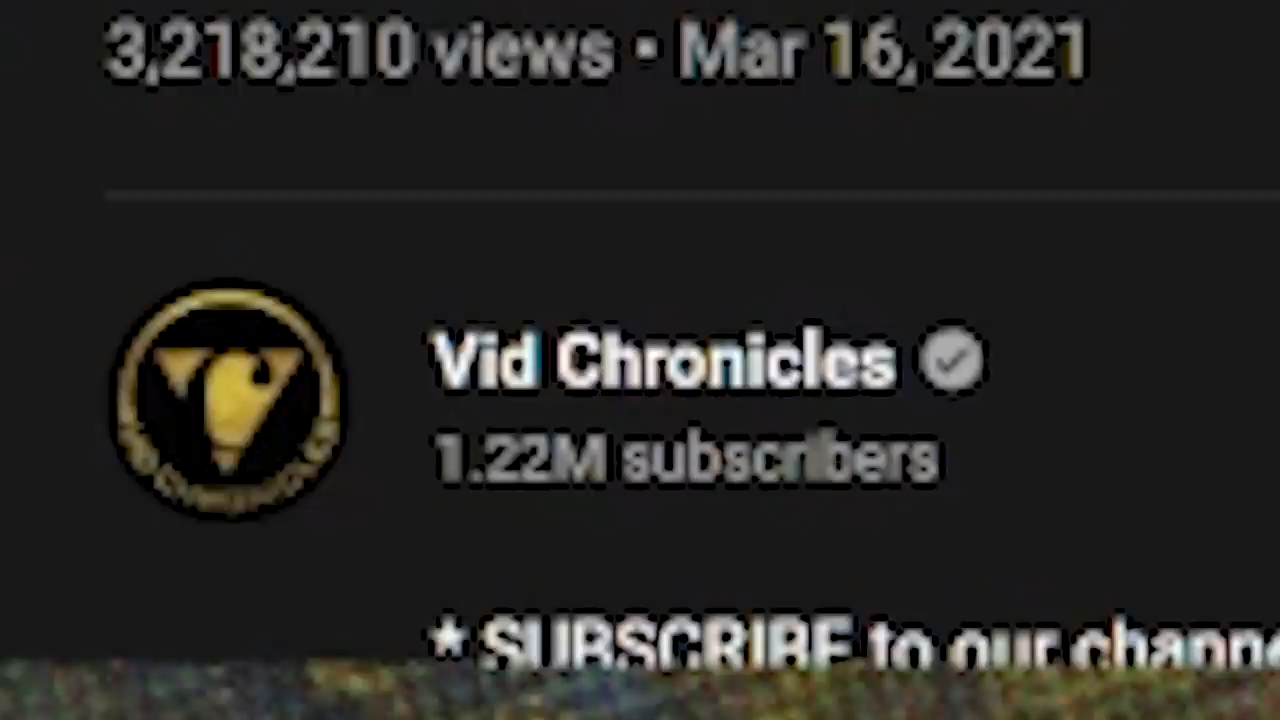 3,218,210 views • Mar 16, 2021
Vid Chronicles
1.22M subscribers
* SUBSCRIBE to our